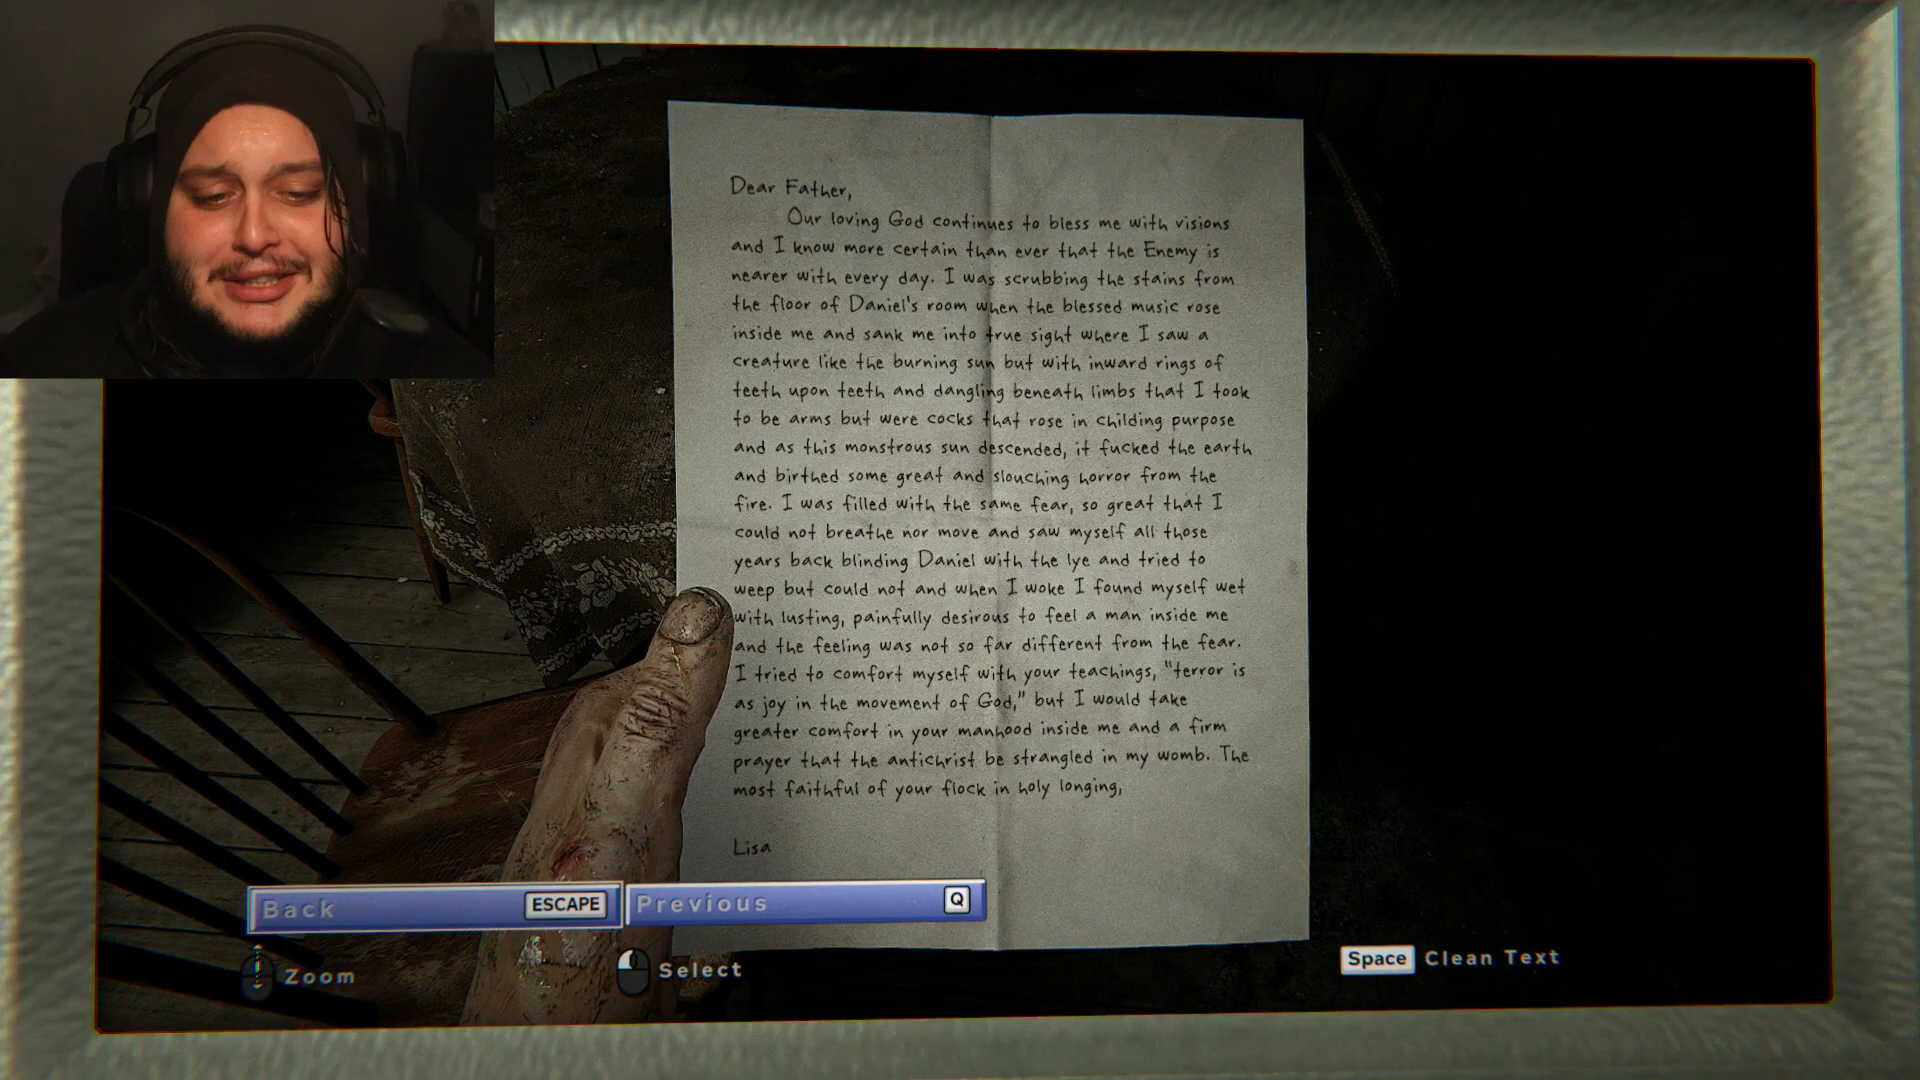 Dear Father,
Our loving God continues to bless me with visions
and I know more certain than ever that the Enemy is
nearer with every day. I was scrubbing the stains from
the floor of Daniel's room when the blessed music rose
inside me and sank me into true sight where I saw a
creature like the burning sun but with inward rings of
teeth upon teeth and dangling beneath limbs that I took
to be arms but were cocks that rose in childing purpose
and as this monstrous sun descended, it fucked the earth
and birthed some great and slouching horror from the
fire. I was filled with the same fear, so great that I
could not breathe nor move and saw myself all those
years back blinding Daniel with the lye and tried to
weep but could not and when I woke I found myself wet
with lusting, painfully desirous to feel a man inside me
and the feeling was not so far different from the fear.
I tried to comfort myself with your teachings, "terror is
as joy in the movement of God," but I would take
greater comfort in your manhood inside me and a firm
prayer that the antichrist be strangled in my womb. The
most faithful of your flock in holy longing,
Lisa
Back ESCAPE Previous Q
Zoom Select Space Clean Text